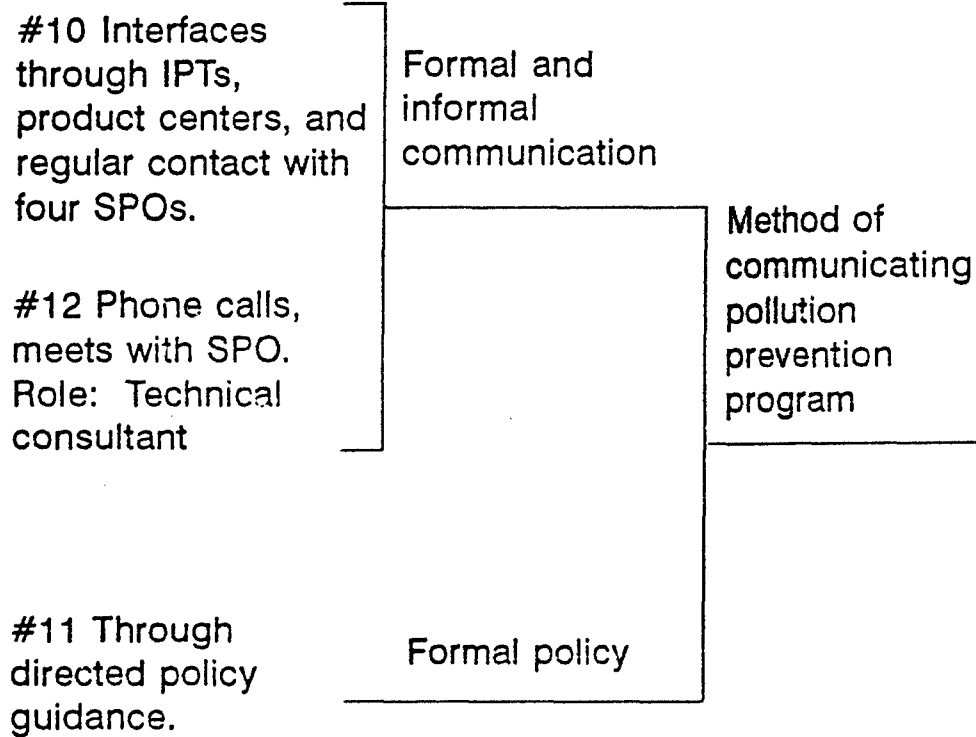 #10 Interfaces
through IPTs,
product centers, and
regular contact with
four SPOs.
Formal and
informal
communication
Method of
communicating
pollution
prevention
program
#12 Phone calls,
meets with SPO.
Role: Technical
consultant
#11 Through
directed policy
guidance.
Formal policy